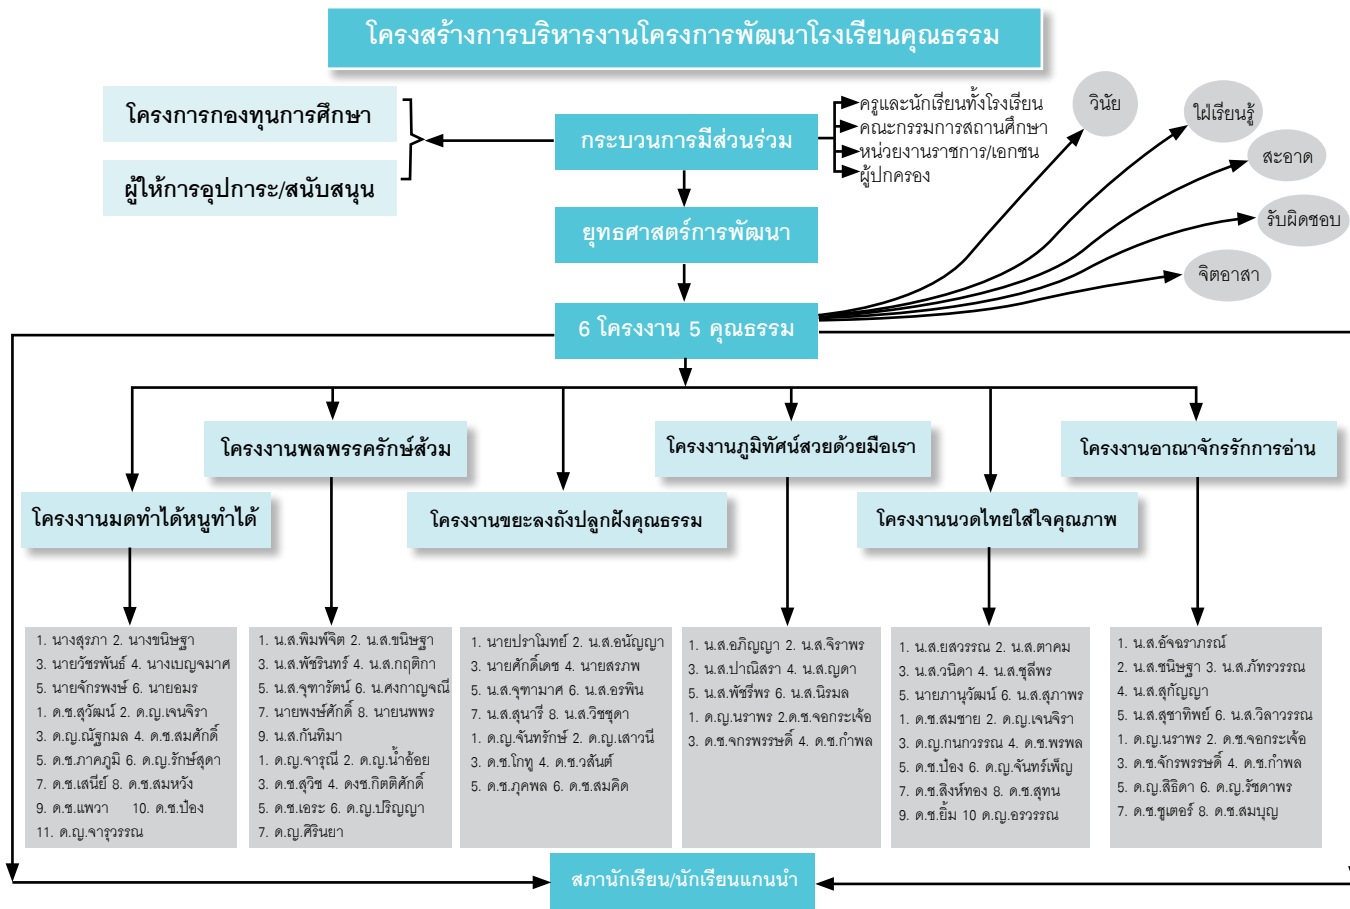 โครงสร้างการบริหารงานโครงการพัฒนาโรงเรียนคุณธรรม
โครงการกองทุนการศึกษา
ผู้ให้การอุปการะ/สนับสนุน
กระบวนการมีส่วนร่วม
ครูและนักเรียนทั้งโรงเรียน
คณะกรรมการสถานศึกษา
หน่วยงานราชการ/เอกชน
ผู้ปกครอง
วินัย
ใฝ่เรียนรู้
สะอาด
รับผิดชอบ
จิตอาสา
ยุทธศาสตร์การพัฒนา
6 โครงงาน 5 คุณธรรม
โครงงานพลพรรครักษ์ส้วม
โครงงานภูมิทัศน์สวยด้วยมือเรา
โครงงานอาณาจักรรักการอ่าน
โครงงานมดทำได้หนูทำได้
โครงงานขยะลงถังปลูกฝังคุณธรรม
โครงงานนวดไทยใส่ใจคุณภาพ
1. นางสุรภา 2. นางขนิษฐา
3. นายวัชรพันธ์ 4. นางเบญจมาศ
5. นายจักรพงษ์ 6. นายอมร
1. ด.ช.สุวัฒน์ 2. ด.ญ.เจนจิรา
3. ด.ญ.ณัฐกมล 4. ด.ช.สมศักดิ์
5. ด.ช.ภาคภูมิ 6. ด.ญ.รักษ์สุดา
7. ด.ช.เสนีย์ 8. ด.ช.สมหวัง
9. ด.ช.แพวา 10. ด.ช.ป๋อง
11. ด.ญ.จารุวรรณ
1. น.ส.พิมพ์จิต 2. น.ส.ขนิษฐา
3. น.ส.พัชรินทร์ 4. น.ส.กฤติกา
5. น.ส.จุฑารัตน์ 6. น.ศงกาญจณี
7. นายพงษ์ศักดิ์ 8. นายนพพร
9. น.ส.กันทิมา
1. ด.ญ.จารุณี 2. ด.ญ.น้ำอ้อย
3. ด.ช.สุวิช 4. ดงช.กิตติศักดิ์
5. ด.ช.เอระ 6. ด.ญ.ปริญญา
7. ด.ญ.ศิรินยา
1. นายปราโมทย์ 2. น.ส.อนัญญา
3. นายศักดิ์เดช 4. นายสรภพ
5. น.ส.จุฑามาศ 6. น.ส.อรพิน
7. น.ส.สุนารี 8. น.ส.วิชชุดา
1. ด.ญ.จันทรักษ์ 2. ด.ญ.เสาวนี
3. ด.ช.โกทู 4. ด.ช.วสันต์
5. ด.ช.ภุคพล 6. ด.ช.สมคิด
1. น.ส.อภิญญา 2. น.ส.จิราพร
3. น.ส.ปาณิสรา 4. น.ส.ญดา
5. น.ส.พัชรีพร 6. น.ส.นิรมล
1. ด.ญ.นราพร 2.ด.ช.จอกระเจ้อ
3. ด.ช.จกรพรรษดิ์ 4. ด.ช.กำพล
1. น.ส.ยสวรรณ 2. น.ส.ตาคม
3. น.ส.วนิดา 4. น.ส.ชุลีพร
5. นายภานุวัฒน์ 6. น.ส.สุภาพร
1. ด.ช.สมชาย 2. ด.ญ.เจนจิรา
3. ด.ญ.กนกวรรณ 4. ด.ช.พรพล
5. ด.ช.ป๋อง 6. ด.ญ.จันทร์เพ็ญ
7. ด.ช.สิงห์ทอง 8. ด.ช.สุทน
9. ด.ช.ยิ้ม 10 ด.ญ.อรวรรณ
1. น.ส.อัจฉราภรณ์
2. น.ส.ชนิษฐา 3. น.ส.ภัทรวรรณ
4. น.ส.สุกัญญา
5. น.ส.สุชาทิพย์ 6. น.ส.วิลาวรรณ
1. ด.ญ.นราพร 2. ด.ช.จอกระเจ้อ
3. ด.ช.จักรพรรษดิ์ 4. ด.ช.กำพล
5. ด.ญ.สิธิดา 6. ด.ญ.รัชดาพร
7. ด.ช.ชูเตอร์ 8. ด.ช.สมบุญ
สภานักเรียน/นักเรียนแกนนำ